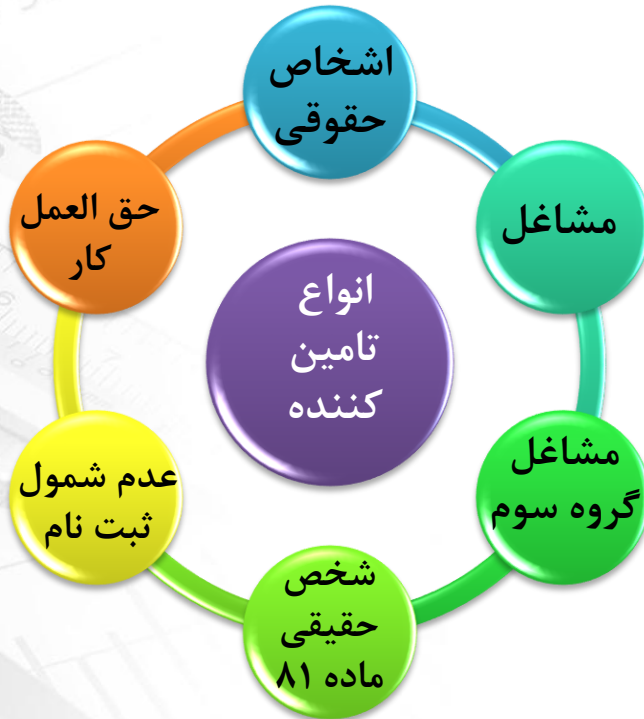 اشخاص
حقوقی
مشاغل
مشاغل
گروه سوم
شخص
حقیقی
ماده ۸۱
عدم شمول
ثبت نام
حق العمل
کار
انواع
تامین
کننده